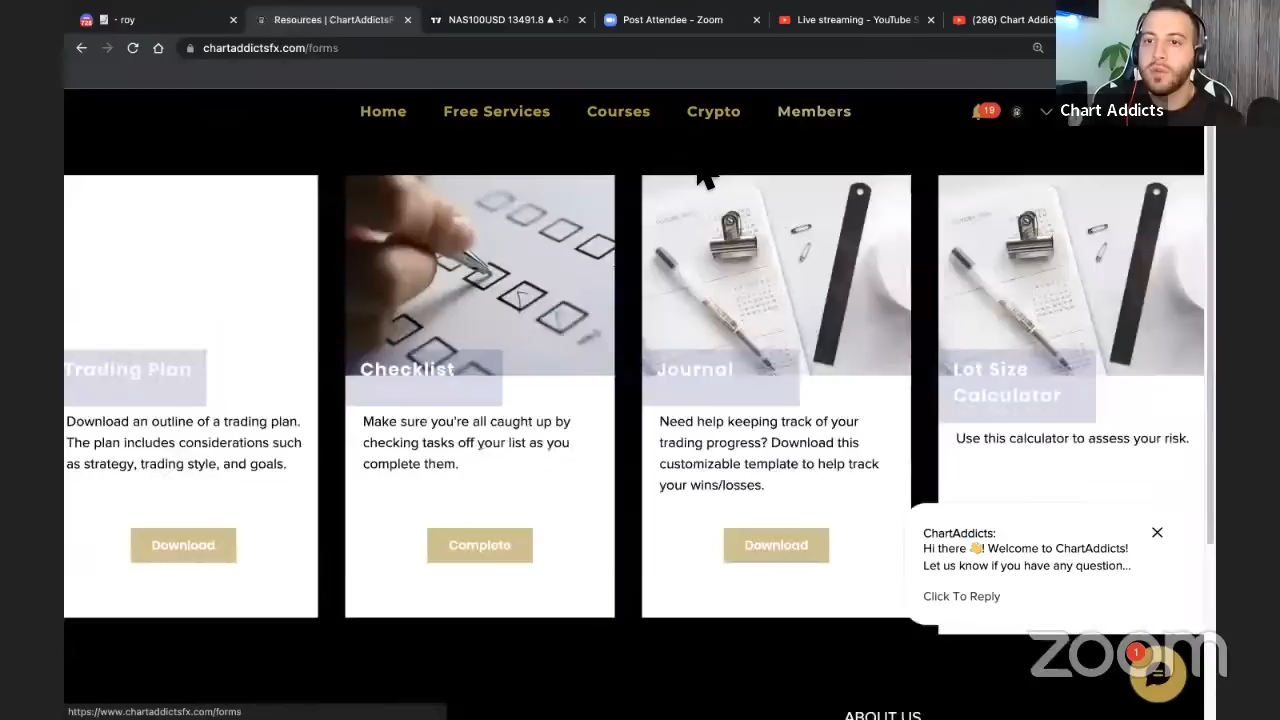 · roy
Resources | ChartAddictsF
NAS100USD 13491.8 ▲ +0
Post Attendee - Zoom
Live streaming - YouTube S
(286) Chart Addict
chartaddictsfx.com/forms
Home
Free Services
Courses
Crypto
Members
19
Chart Addicts
Trading Plan
Download an outline of a trading plan.
The plan includes considerations such
as strategy, trading style, and goals.
Download
Checklist
Make sure you're all caught up by
checking tasks off your list as you
complete them.
Complete
Journal
Need help keeping track of your
trading progress? Download this
customizable template to help track
your wins/losses.
Download
Lot Size
Calculator
Use this calculator to assess your risk.
ChartAddicts:
Hi there 👋! Welcome to ChartAddicts!
Let us know if you have any question...
Click To Reply
1
zoom
ABOUT US
https://www.chartaddictsfx.com/forms